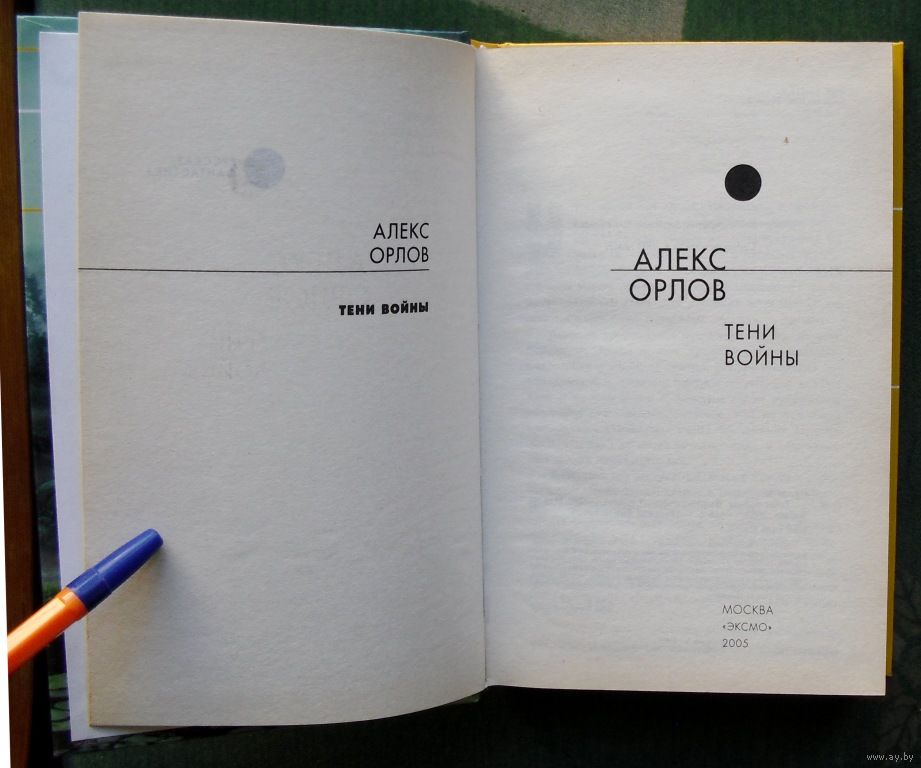 АЛЕКС
ОРЛОВ
ТЕНИ ВОЙНЫ
АЛЕКС
ОРЛОВ
ТЕНИ
ВОЙНЫ
МОСКВА
«ЭКСМО»
2005
www.ay.by